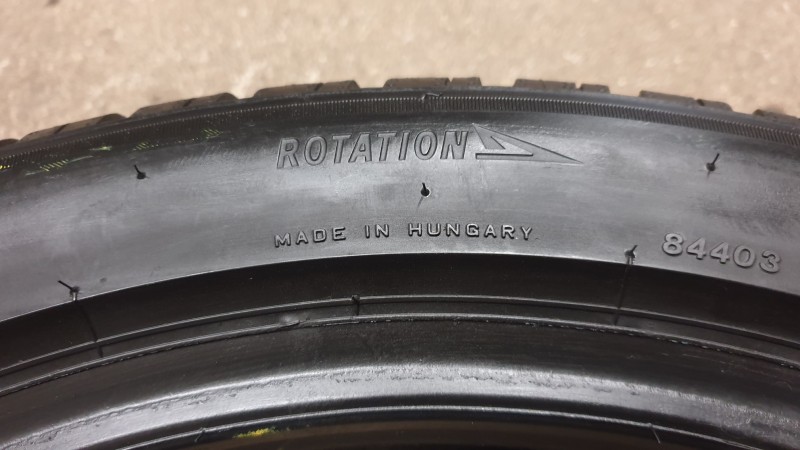 ROTATION
MADE IN HUNGARY
84403